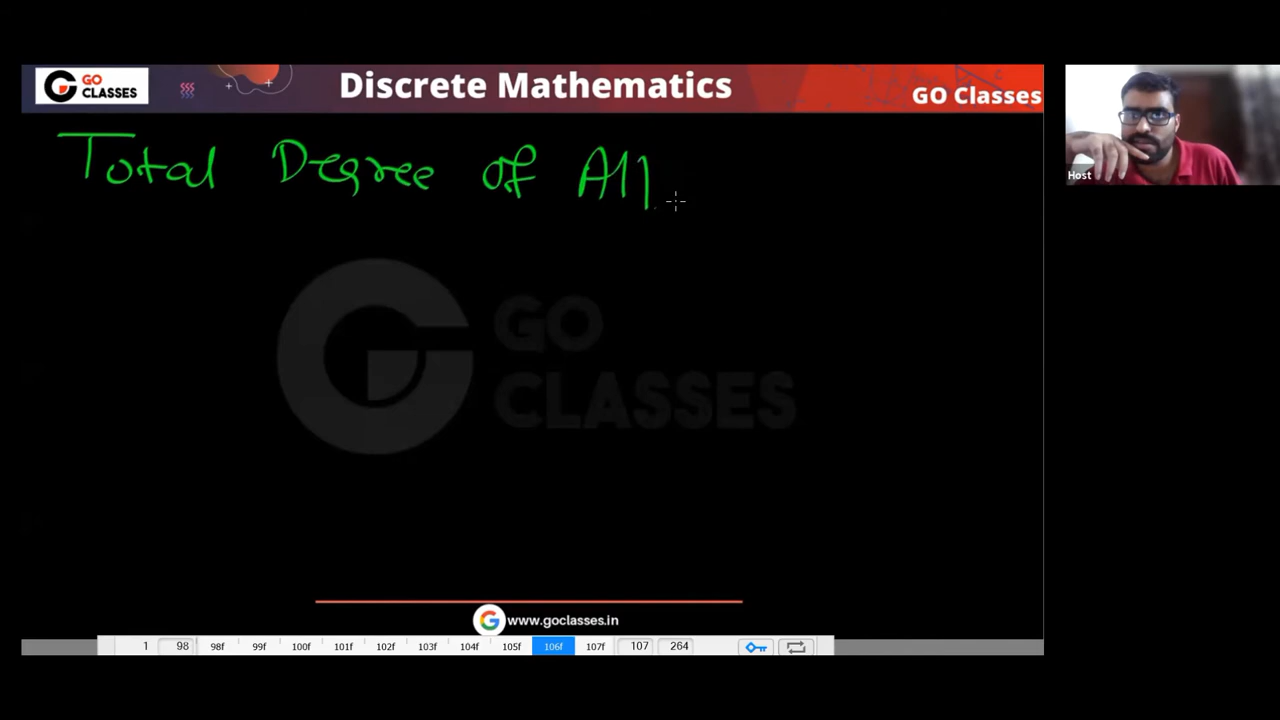 GO CLASSES
Discrete Mathematics
GO Classes
Total Degree of All
Host
GO
CLASSES
www.goclasses.in
1 98 98f 99f 100f 101f 102f 103f 104f 105f 106f 107f 107 264